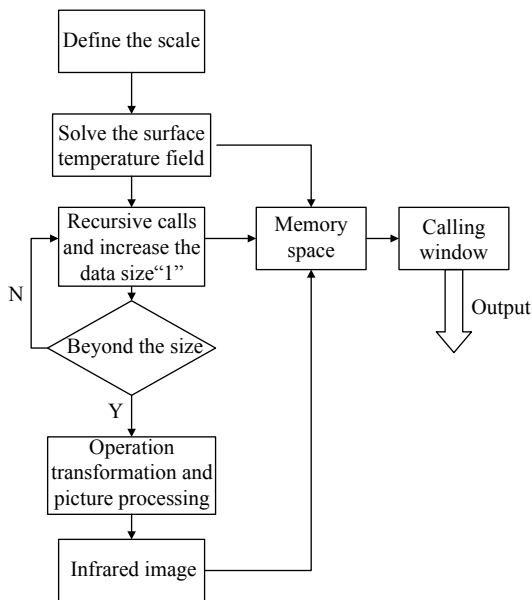 Define the scale
Solve the surface
temperature field
Recursive calls
and increase the
data size“1”
Memory
space
Calling
window
N
Output
Beyond the size
Y
Operation
transformation and
picture processing
Infrared image